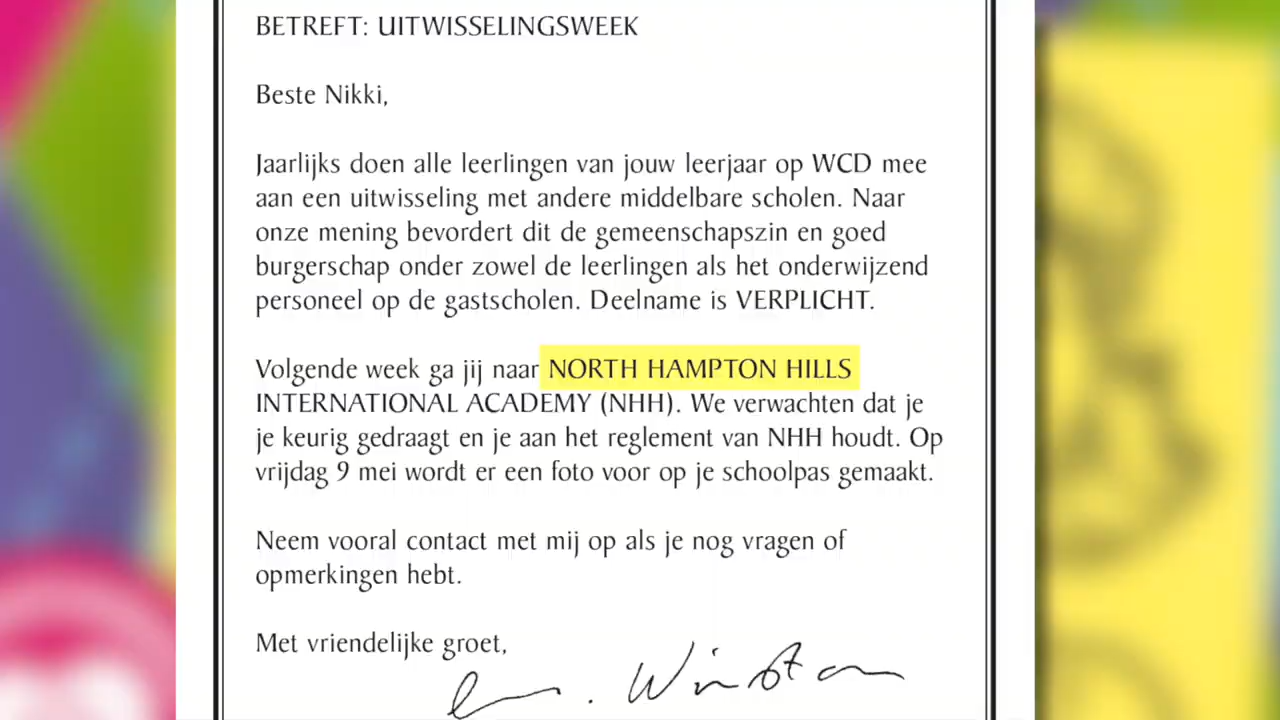 BETREFT: UITWISSELINGSWEEK
Beste Nikki,
Jaarlijks doen alle leerlingen van jouw leerjaar op WCD mee
aan een uitwisseling met andere middelbare scholen. Naar
onze mening bevordert dit de gemeenschapszin en goed
burgerschap onder zowel de leerlingen als het onderwijzend
personeel op de gastscholen. Deelname is VERPLICHT.
Volgende week ga jij naar NORTH HAMPTON HILLS
INTERNATIONAL ACADEMY (NHH). We verwachten dat je
je keurig gedraagt en je aan het reglement van NHH houdt. Op
vrijdag 9 mei wordt er een foto voor op je schoolpas gemaakt.
Neem vooral contact met mij op als je nog vragen of
opmerkingen hebt.
Met vriendelijke groet,
Winston